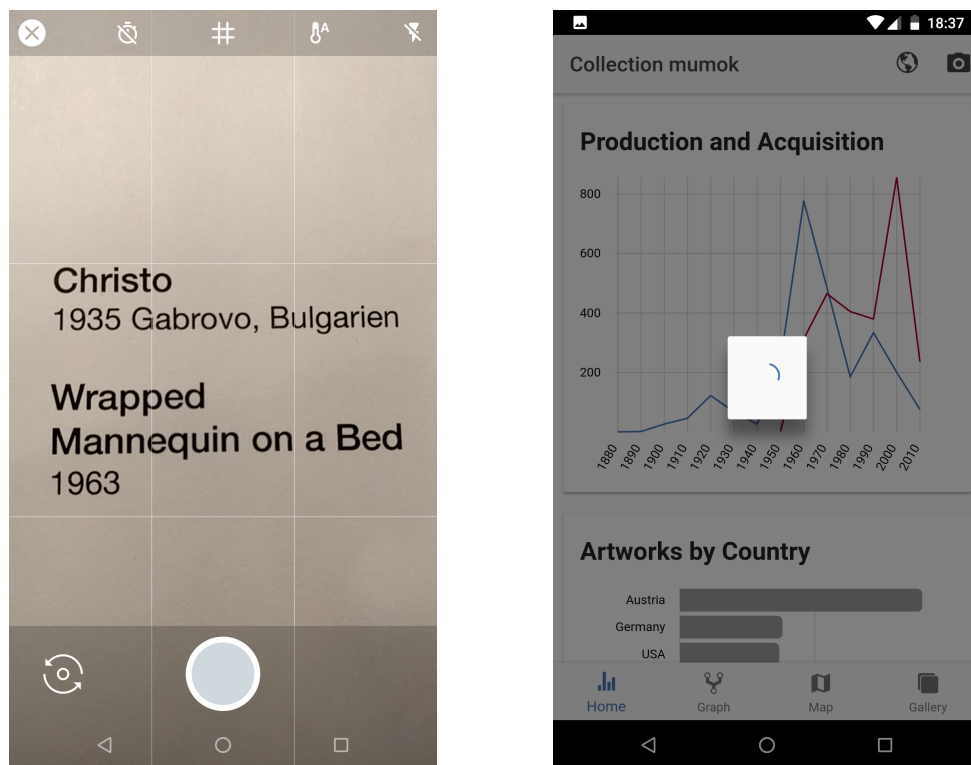 A
Christo
1935 Gabrovo, Bulgarien
Wrapped
Mannequin on a Bed
1963
18:37
Collection mumok
Production and Acquisition
800
600
400
200
1880
1890
1900
1910
1920
1930
1940
1950
1960
1970
1980
1990
2000
2010
Artworks by Country
Austria
Germany
USA
Home
Graph
Map
Gallery